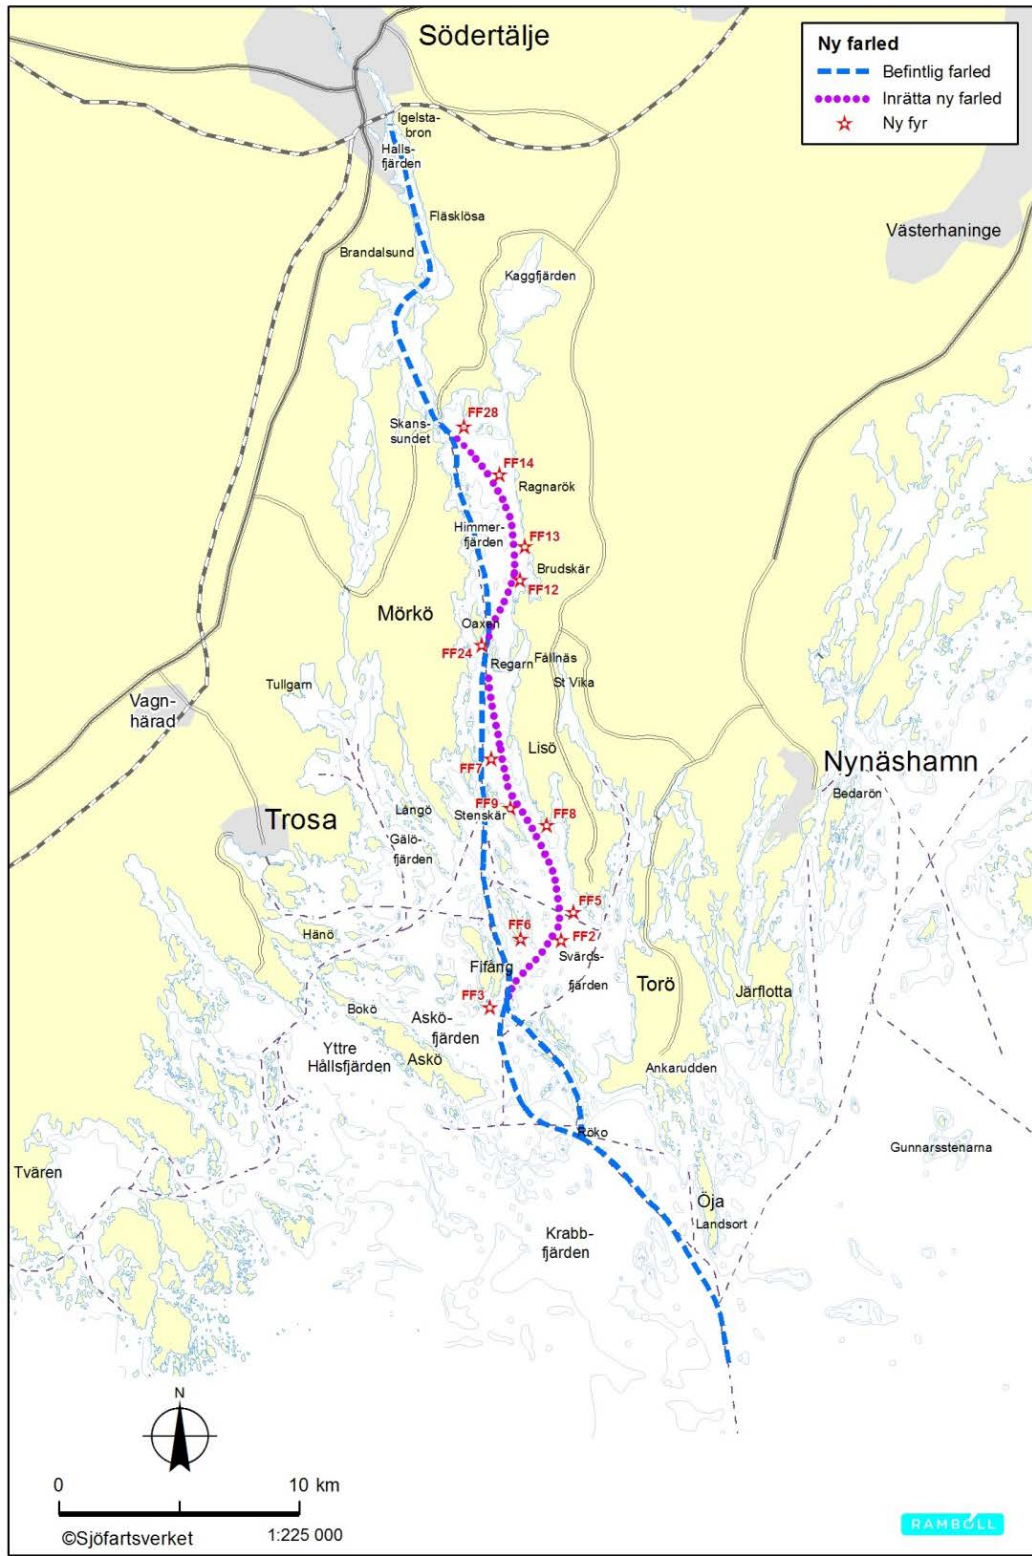 Södertälje
Ny farled
Befintlig farled
Inrätta ny farled
Ny fyr
Igelsta-
bron
Halls-
fjärden
Fläsklösa
Brandalsund
Västerhaninge
Kaggfjärden
Skans-
sundet
FF28
FF14
Ragnarök
Himmer-
fjärden
FF13
Brudskär
FF12
Mörkö
Oaxen
FF24
Regarn
Fållnäs
St Vika
Tullgarn
Vagn-
härad
Lisö
Nynäshamn
Bedarön
FF7
FF9
Stenskär
FF8
Långö
Trosa
Gälö-
fjärden
FF5
FF6
FF2
Hånö
Svärds-
fjärden
Fifång
Torö
Järflotta
FF3
Bokö
Askö-
fjärden
Yttre
Hållsfjärden
Askö
Ankarudden
Röko
Gunnarsstenarna
Tvären
Öja
Landsort
Krabb-
fjärden
N
0 10 km
©Sjöfartsverket 1:225 000
RAMBOLL